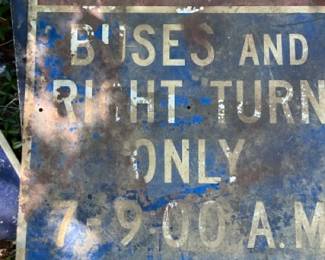 BUSES AND
RIGHT TURN
ONLY
7-9:00 A.M